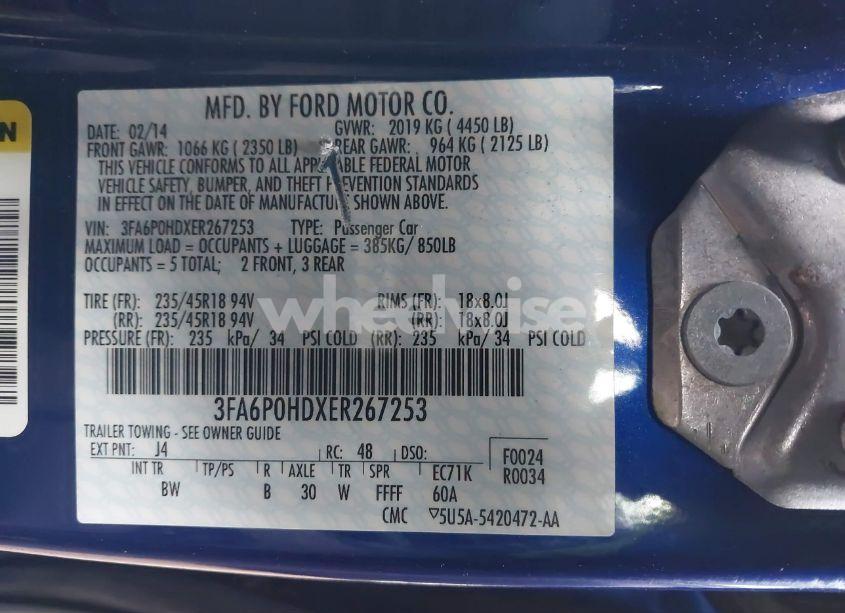 MFD. BY FORD MOTOR CO.
DATE: 02/14 GVWR: 2019 KG ( 4450 LB)
FRONT GAWR: 1066 KG ( 2350 LB) REAR GAWR: 964 KG ( 2125 LB)
THIS VEHICLE CONFORMS TO ALL APPLICABLE FEDERAL MOTOR
VEHICLE SAFETY, BUMPER, AND THEFT PREVENTION STANDARDS
IN EFFECT ON THE DATE OF MANUFACTURE SHOWN ABOVE.
VIN: 3FA6P0HDXER267253 TYPE: Passenger Car
MAXIMUM LOAD = OCCUPANTS + LUGGAGE = 385KG/ 850LB
OCCUPANTS = 5 TOTAL; 2 FRONT, 3 REAR
TIRE (FR): 235/45R18 94V RIMS (FR): 18x8.0J
(RR): 235/45R18 94V (RR): 18x8.0J
PRESSURE (FR): 235 kPa/ 34 PSI COLD (RR): 235 kPa/ 34 PSI COLD
wheelwise
3FA6P0HDXER267253
TRAILER TOWING - SEE OWNER GUIDE
EXT PNT: J4 RC: 48 DSO: F0024
R0034
INT TR TP/PS R AXLE TR SPR EC71K
BW B 30 W FFFF 60A
CMC ▽5U5A-5420472-AA
N